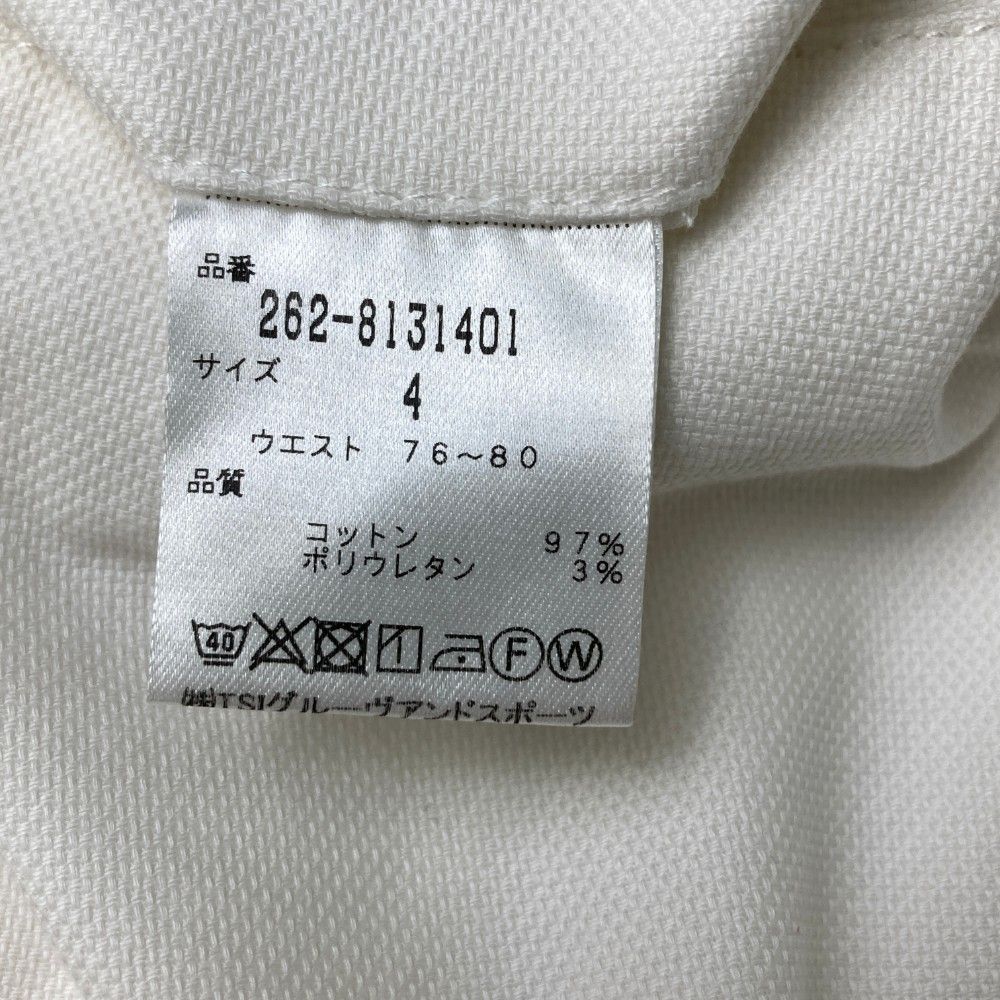 品番
262-8131401
サイズ
4
ウエスト 76～80
品質
コットン 97%
ポリウレタン 3%
40 F W
㈱TSIグルーヴアンドスポーツ